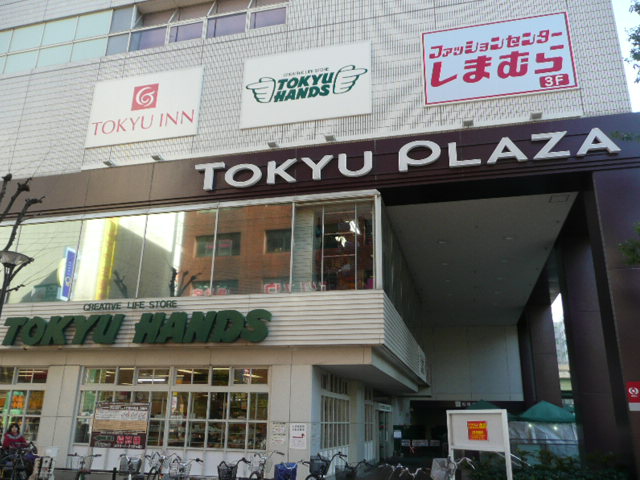 TOKYU INN
CREATIVE LIFE STORE
TOKYU
HANDS
ファッションセンター
しまむら
3F
TOKYU PLAZA
CREATIVE LIFE STORE
TOKYU HANDS